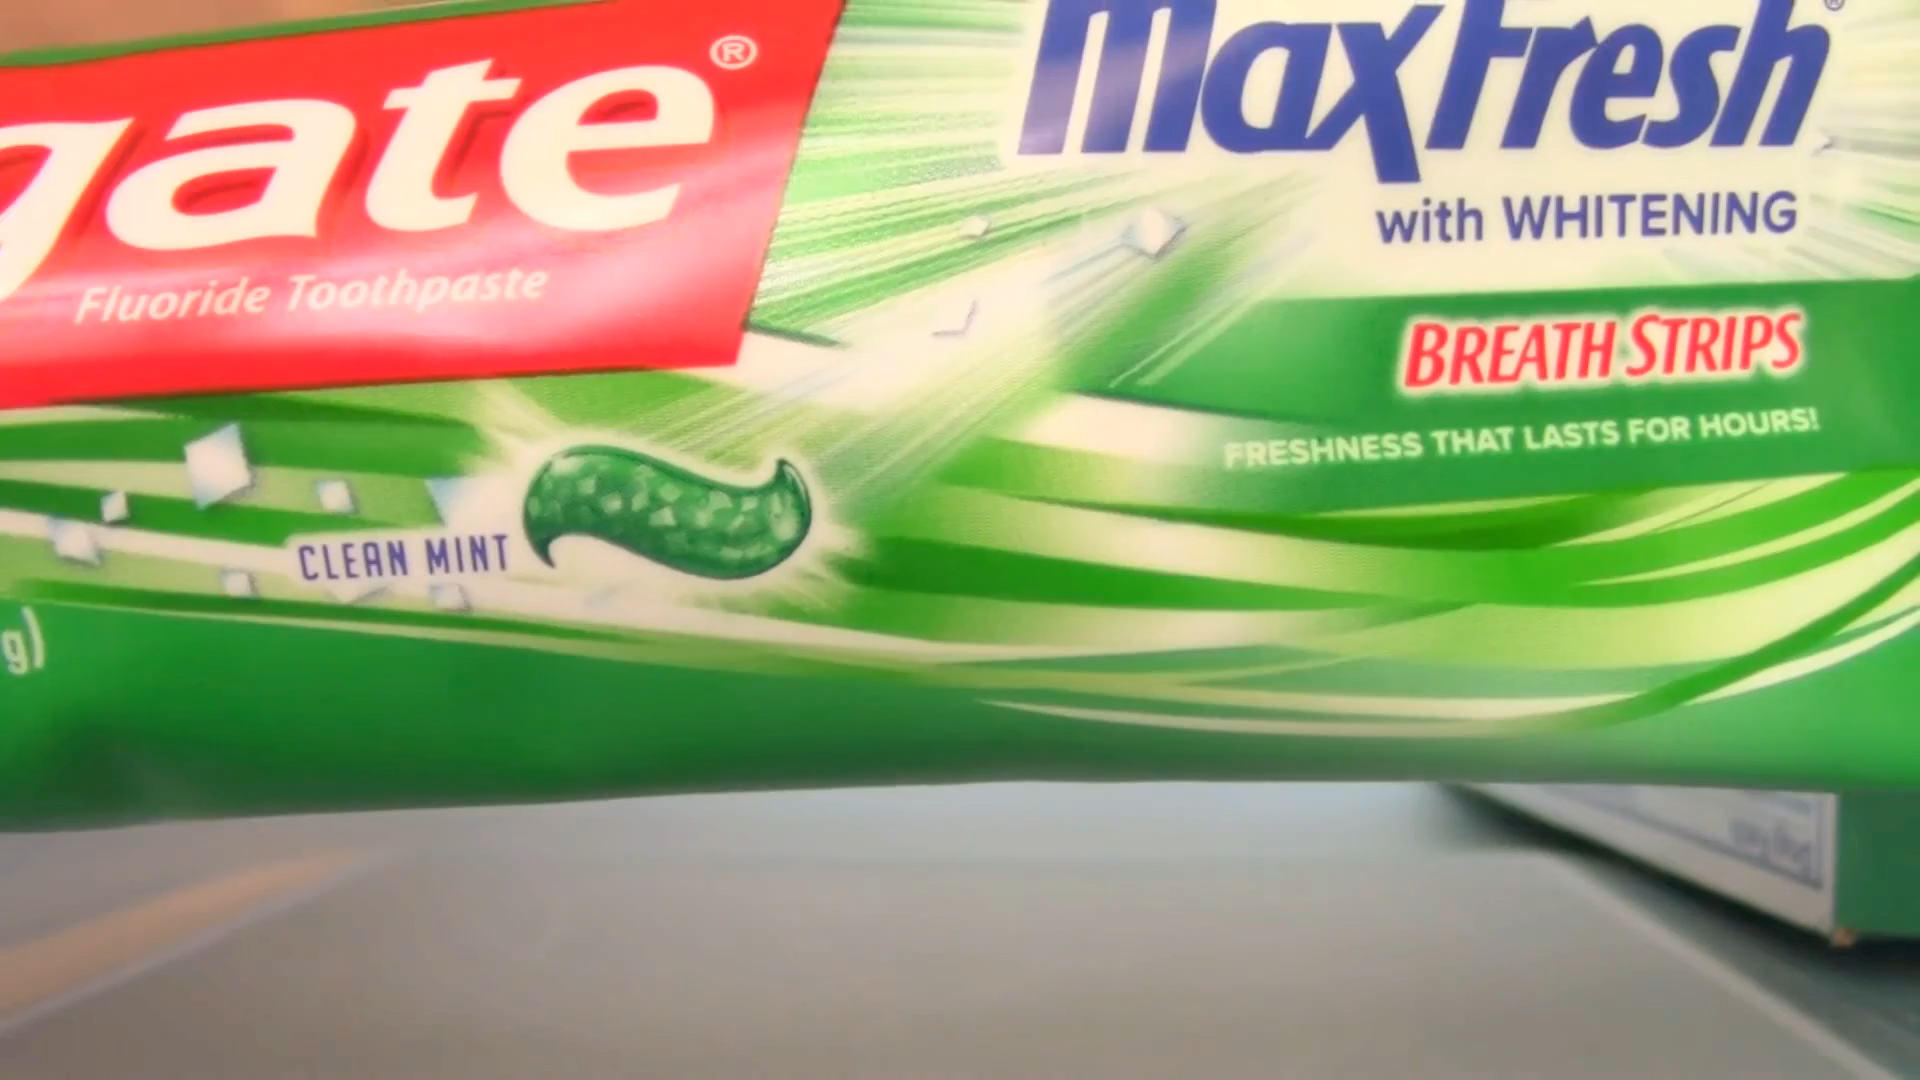 gate®
Fluoride Toothpaste
MaxFresh®
with WHITENING
BREATH STRIPS
FRESHNESS THAT LASTS FOR HOURS!
CLEAN MINT
g)